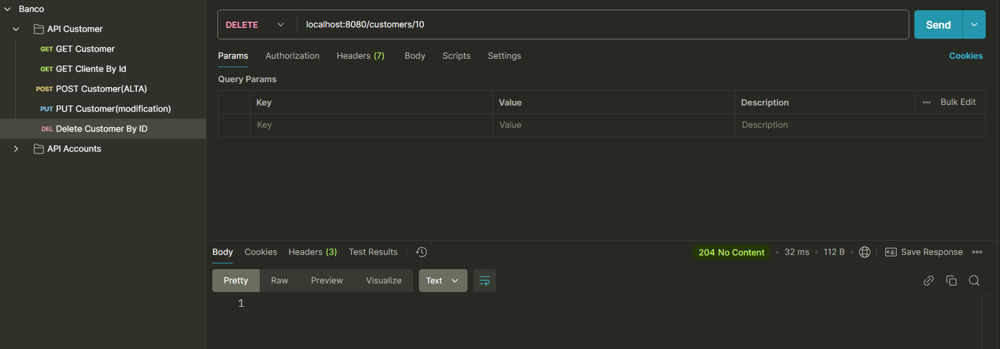 Banco
API Customer
GET GET Customer
GET GET Cliente By Id
POST POST Customer(ALTA)
PUT PUT Customer(modification)
DEL Delete Customer By ID
API Accounts
DELETE localhost:8080/customers/10 Send
Params Authorization Headers (7) Body Scripts Settings Cookies
Query Params
Key Value Description Bulk Edit
Key Value Description
Body Cookies Headers (3) Test Results 204 No Content 32 ms 112 B e.g. Save Response
Pretty Raw Preview Visualize Text
1